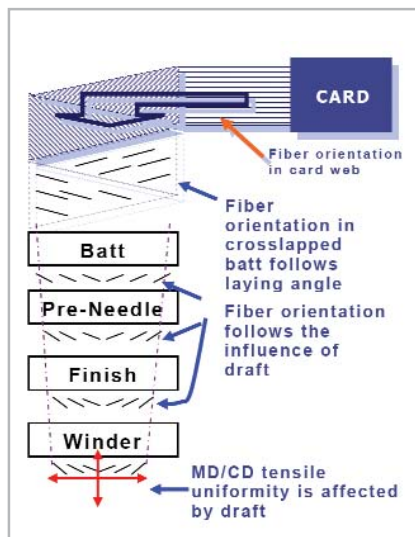 CARD
Fiber orientation
in card web
Fiber
orientation in
crosslapped
batt follows
laying angle
Batt
Pre-Needle
Fiber orientation
follows the
influence of
draft
Finish
Winder
MD/CD tensile
uniformity is affected
by draft